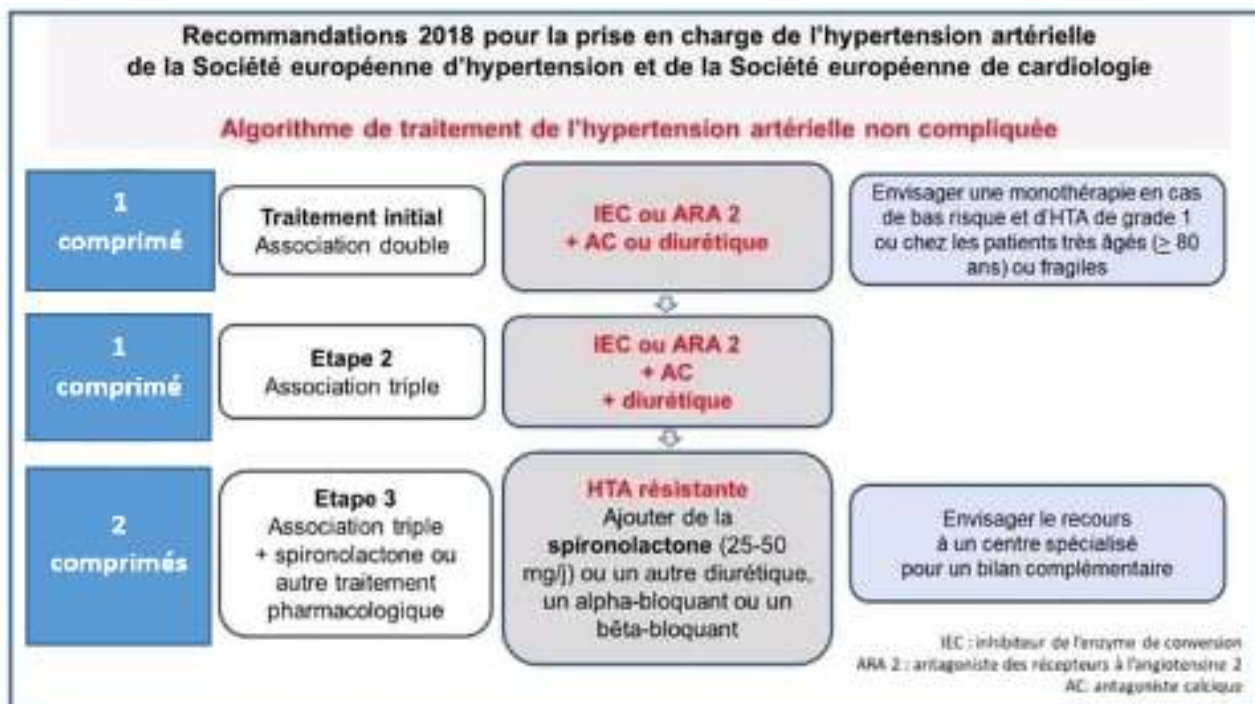 Recommandations 2018 pour la prise en charge de l'hypertension artérielle
de la Société européenne d'hypertension et de la Société européenne de cardiologie
Algorithme de traitement de l'hypertension artérielle non compliquée
1
comprimé
Traitement initial
Association double
IEC ou ARA 2
+ AC ou diurétique
Envisager une monothérapie en cas
de bas risque et d'HTA de grade 1
ou chez les patients très âgés (≥ 80
ans) ou fragiles
1
comprimé
Etape 2
Association triple
IEC ou ARA 2
+ AC
+ diurétique
2
comprimés
Etape 3
Association triple
+ spironolactone ou
autre traitement
pharmacologique
HTA résistante
Ajouter de la
spironolactone (25-50
mg/j) ou un autre diurétique,
un alpha-bloquant ou un
bêta-bloquant
Envisager le recours
à un centre spécialisé
pour un bilan complémentaire
IEC : inhibiteur de l'enzyme de conversion
ARA 2 : antagoniste des récepteurs à l'angiotensine 2
AC: antagoniste calcique